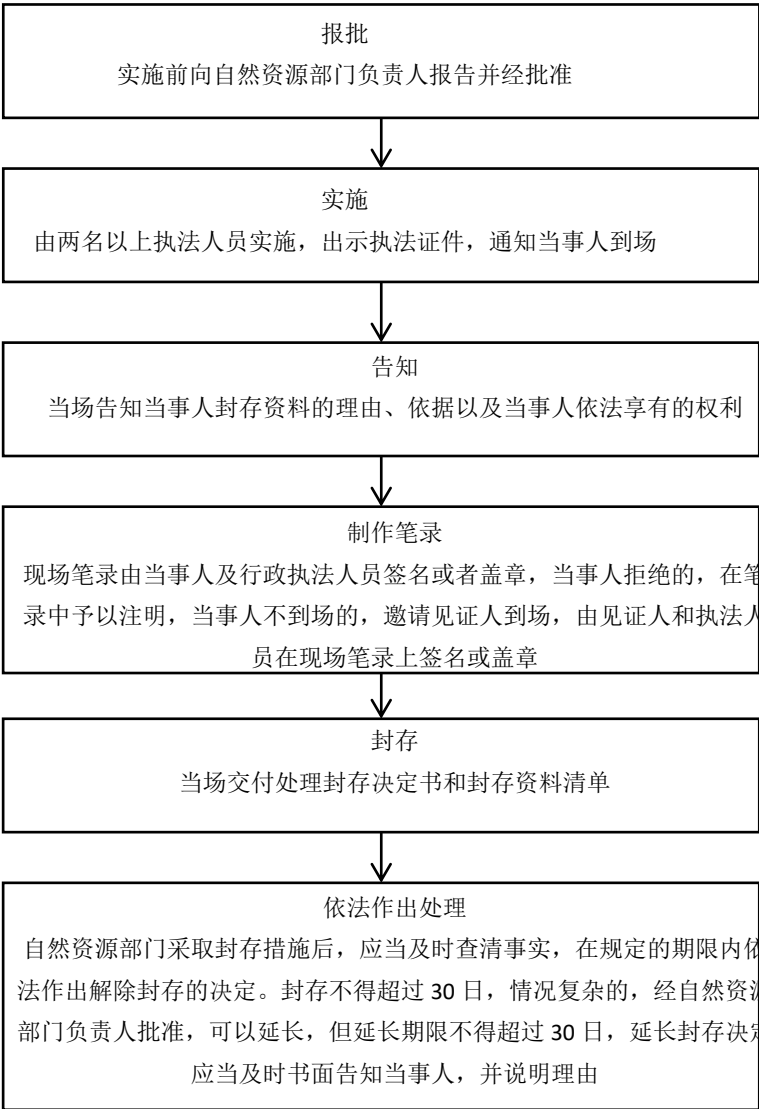 报批
实施前向自然资源部门负责人报告并经批准
实施
由两名以上执法人员实施，出示执法证件，通知当事人到场
告知
当场告知当事人封存资料的理由、依据以及当事人依法享有的权利
制作笔录
现场笔录由当事人及行政执法人员签名或者盖章，当事人拒绝的，在笔
录中予以注明，当事人不到场的，邀请见证人到场，由见证人和执法人
员在现场笔录上签名或盖章
封存
当场交付处理封存决定书和封存资料清单
依法作出处理
自然资源部门采取封存措施后，应当及时查清事实，在规定的期限内依
法作出解除封存的决定。封存不得超过 30 日，情况复杂的，经自然资源
部门负责人批准，可以延长，但延长期限不得超过 30 日，延长封存决定
应当及时书面告知当事人，并说明理由